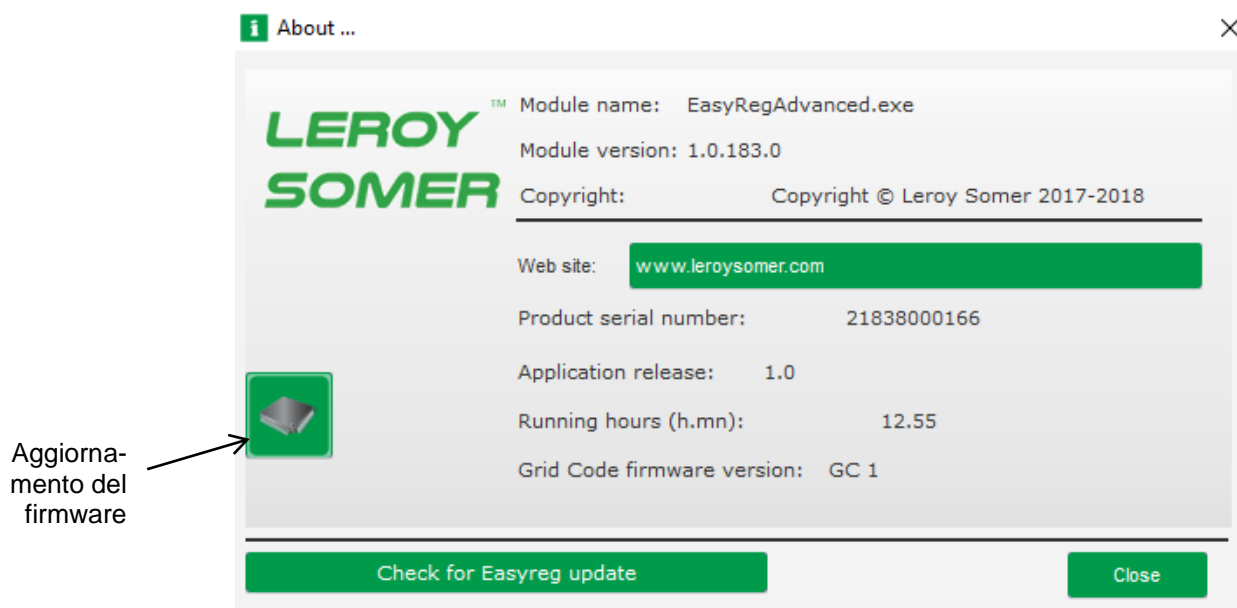 About ...
LEROY™
SOMER
Module name: EasyRegAdvanced.exe
Module version: 1.0.183.0
Copyright: Copyright © Leroy Somer 2017-2018
Web site: www.leroysomer.com
Product serial number: 21838000166
Application release: 1.0
Running hours (h.mn): 12.55
Grid Code firmware version: GC 1
Aggiorna-
mento del
firmware
Check for Easyreg update
Close